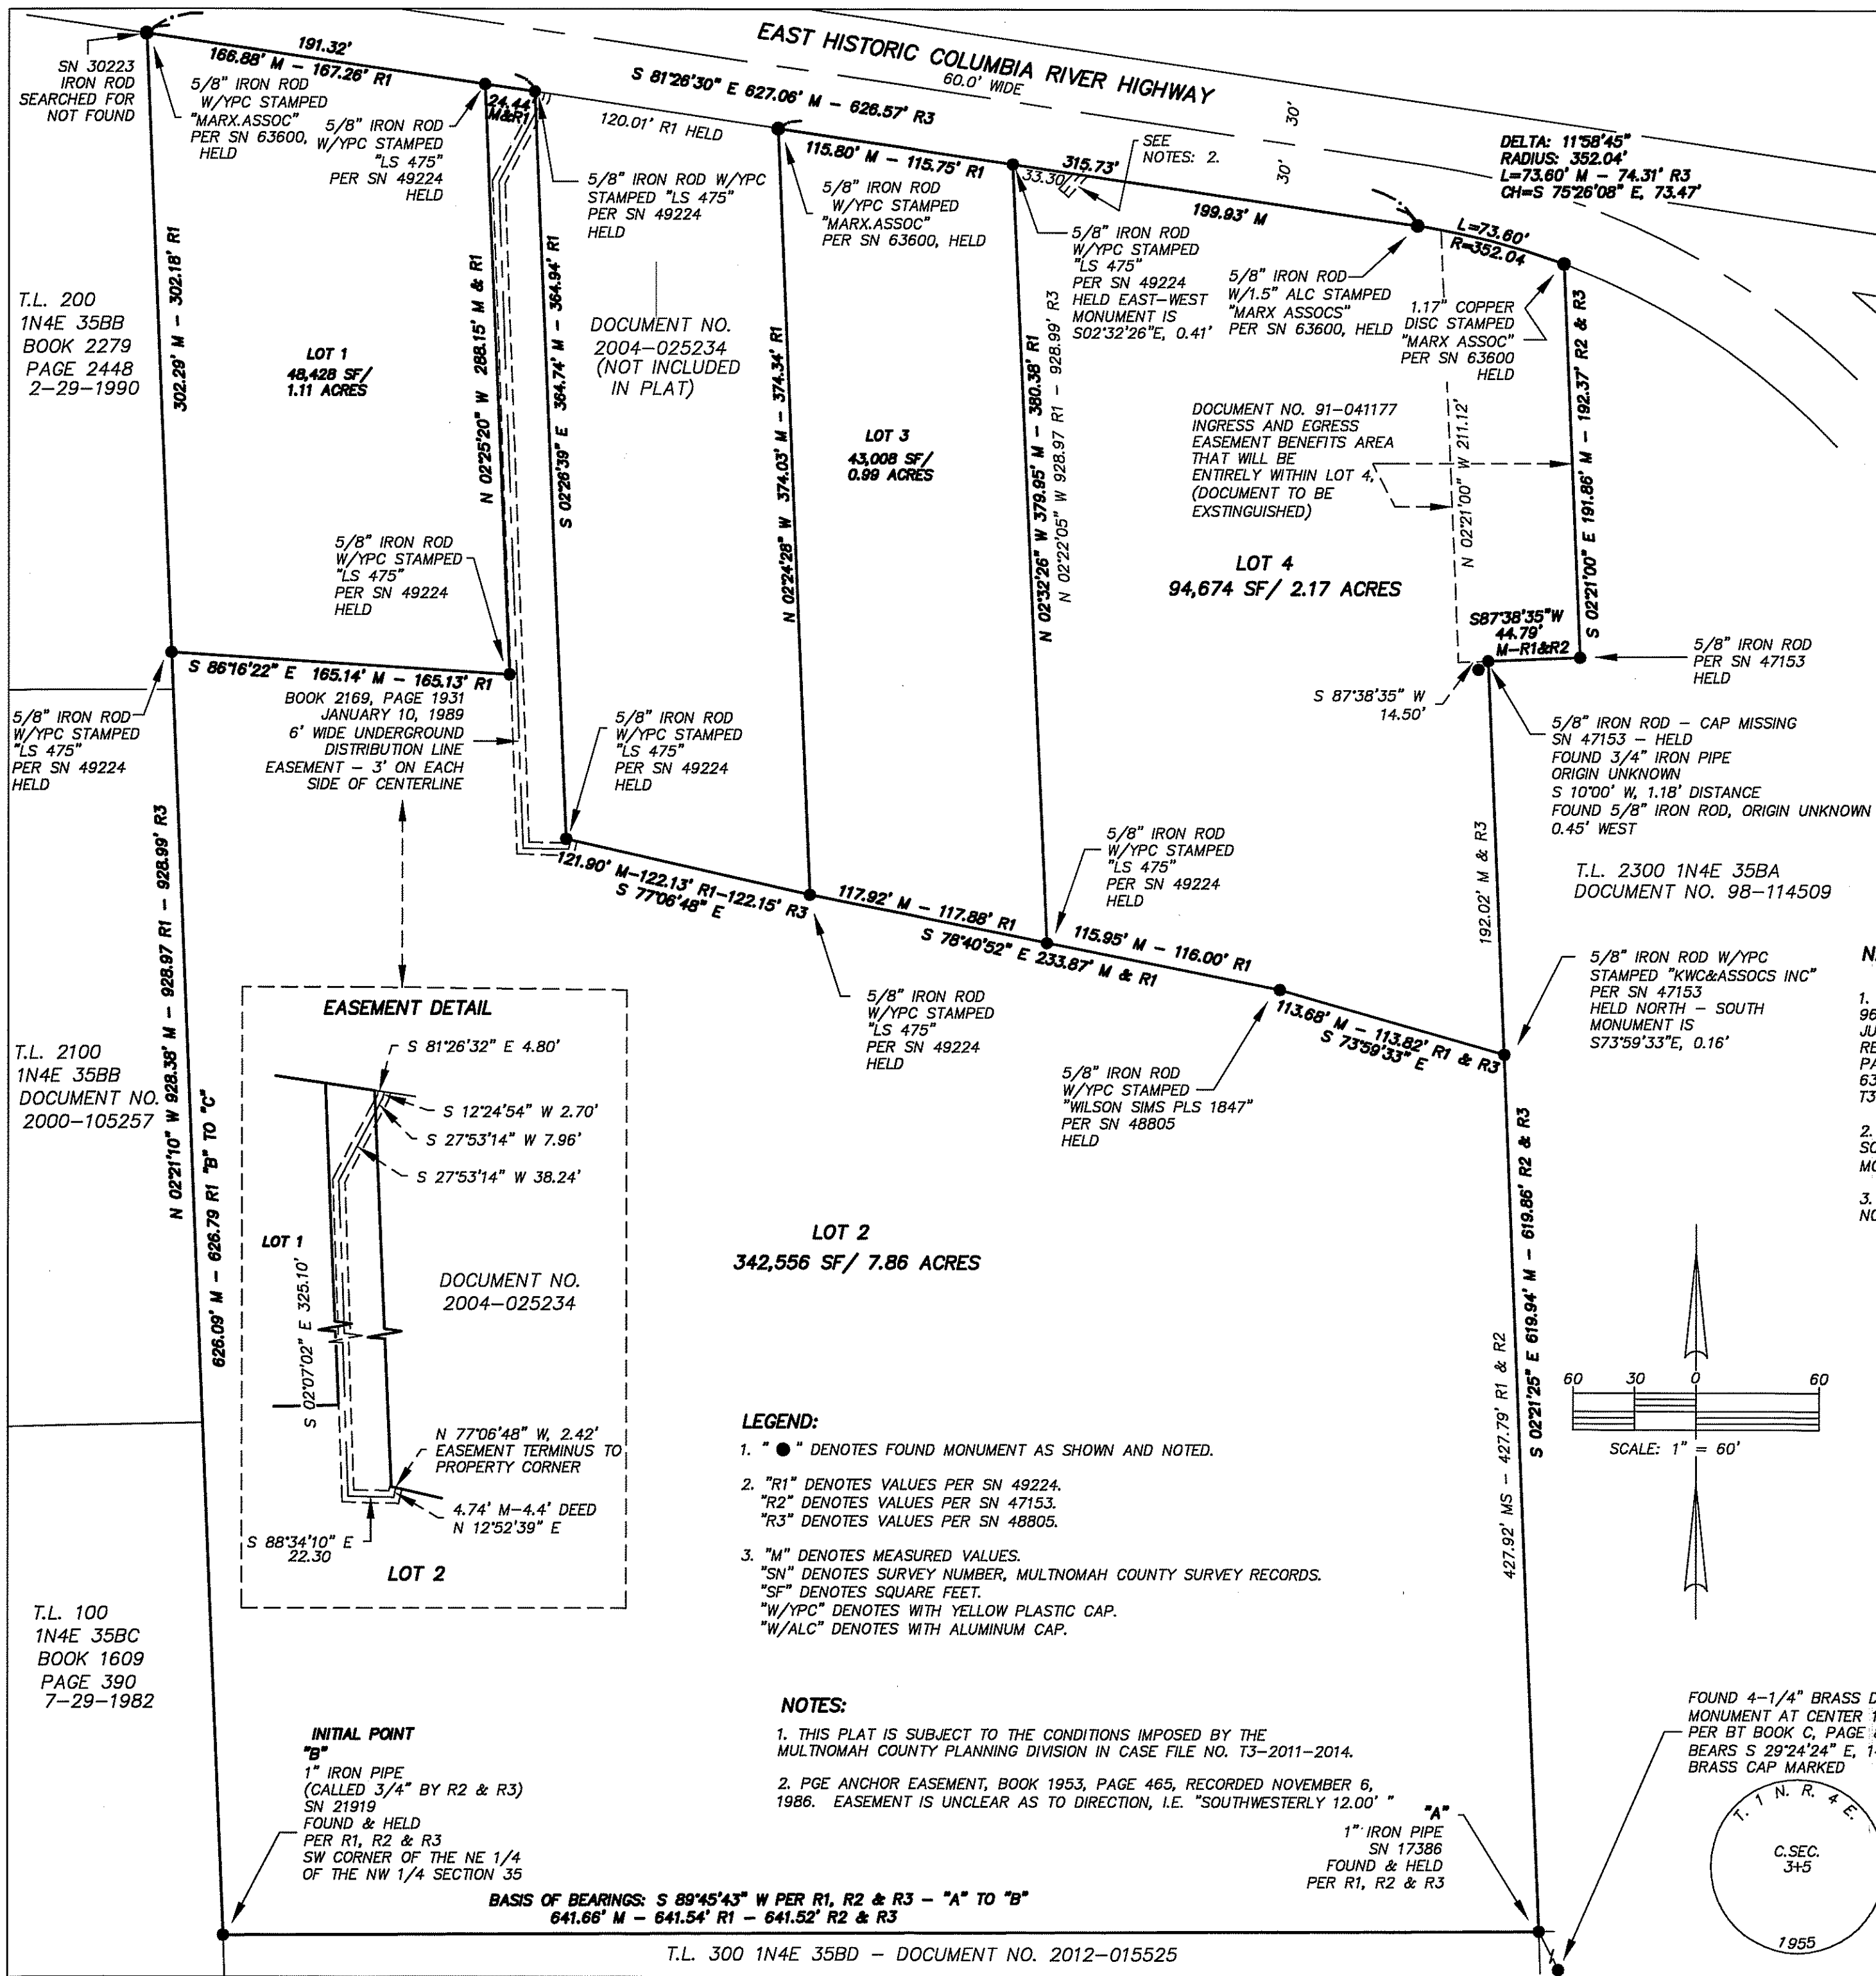 EAST HISTORIC COLUMBIA RIVER HIGHWAY
60.0' WIDE
30'
30'
SN 30223
IRON ROD
SEARCHED FOR
NOT FOUND
191.32'
166.88' M – 167.26' R1
5/8" IRON ROD
W/YPC STAMPED
"MARX.ASSOC"
PER SN 63600,
HELD
5/8" IRON ROD
W/YPC STAMPED
"LS 475"
PER SN 49224
HELD
24.44'
M&R1
S 81°26'30" E 627.06' M – 626.57' R3
120.01' R1 HELD
5/8" IRON ROD W/YPC
STAMPED "LS 475"
PER SN 49224
HELD
115.80' M – 115.75' R1
5/8" IRON ROD
W/YPC STAMPED
"MARX.ASSOC"
PER SN 63600, HELD
SEE
NOTES: 2.
33.30'
315.73'
199.93' M
5/8" IRON ROD
W/YPC STAMPED
"LS 475"
PER SN 49224
HELD EAST–WEST
MONUMENT IS
S02°32'26"E, 0.41'
DELTA: 11°58'45"
RADIUS: 352.04'
L=73.60' M – 74.31' R3
CH=S 75°26'08" E, 73.47'
L=73.60'
R=352.04
5/8" IRON ROD
W/1.5" ALC STAMPED
"MARX ASSOCS"
PER SN 63600, HELD
1.17" COPPER
DISC STAMPED
"MARX ASSOC"
PER SN 63600
HELD
T.L. 200
1N4E 35BB
BOOK 2279
PAGE 2448
2–29–1990
302.29' M – 302.18' R1
LOT 1
48,428 SF/
1.11 ACRES
N 02°25'20" W 288.15' M & R1
S 02°26'39" E 364.74' M – 364.94' R1
DOCUMENT NO.
2004–025234
(NOT INCLUDED
IN PLAT)
N 02°24'28" W 374.03' M – 374.34' R1
LOT 3
43,008 SF/
0.99 ACRES
N 02°32'26" W 379.95' M – 380.38' R1
N 02°22'05" W 928.97 R1 – 928.99' R3
DOCUMENT NO. 91–041177
INGRESS AND EGRESS
EASEMENT BENEFITS AREA
THAT WILL BE
ENTIRELY WITHIN LOT 4,
(DOCUMENT TO BE
EXSTINGUISHED)
N 02°21'00" W 211.12'
S 02°21'00" E 191.86' M – 192.37' R2 & R3
LOT 4
94,674 SF/ 2.17 ACRES
S87°38'35"W
44.79'
M–R1&R2
5/8" IRON ROD
PER SN 47153
HELD
S 87°38'35" W
14.50'
5/8" IRON ROD – CAP MISSING
SN 47153 – HELD
FOUND 3/4" IRON PIPE
ORIGIN UNKNOWN
S 10°00' W, 1.18' DISTANCE
FOUND 5/8" IRON ROD, ORIGIN UNKNOWN
0.45' WEST
5/8" IRON ROD
W/YPC STAMPED
"LS 475"
PER SN 49224
HELD
S 86°16'22" E 165.14' M – 165.13' R1
5/8" IRON ROD
W/YPC STAMPED
"LS 475"
PER SN 49224
HELD
BOOK 2169, PAGE 1931
JANUARY 10, 1989
6' WIDE UNDERGROUND
DISTRIBUTION LINE
EASEMENT – 3' ON EACH
SIDE OF CENTERLINE
5/8" IRON ROD
W/YPC STAMPED
"LS 475"
PER SN 49224
HELD
121.90' M–122.13' R1–122.15' R3
S 77°06'48" E
117.92' M – 117.88' R1
S 78°40'52" E 233.87' M & R1
115.95' M – 116.00' R1
113.68' M – 113.82' R1 & R3
S 73°59'33" E
5/8" IRON ROD
W/YPC STAMPED
"LS 475"
PER SN 49224
HELD
5/8" IRON ROD
W/YPC STAMPED
"LS 475"
PER SN 49224
HELD
5/8" IRON ROD
W/YPC STAMPED
"WILSON SIMS PLS 1847"
PER SN 48805
HELD
192.02' M & R3
T.L. 2300 1N4E 35BA
DOCUMENT NO. 98–114509
5/8" IRON ROD W/YPC
STAMPED "KWC&ASSOCS INC"
PER SN 47153
HELD NORTH – SOUTH
MONUMENT IS
S73°59'33"E, 0.16'
1.
96
JU
RE
PA
63
T3
2.
SO
MO
3.
NO
T.L. 2100
1N4E 35BB
DOCUMENT NO.
2000–105257
N 02°21'10" W 928.38' M – 928.97 R1 – 928.99' R3
626.09' M – 626.79 R1 "B" TO "C"
EASEMENT DETAIL
S 81°26'32" E 4.80'
S 12°24'54" W 2.70'
S 27°53'14" W 7.96'
S 27°53'14" W 38.24'
LOT 1
S 02°07'02" E 325.10'
DOCUMENT NO.
2004–025234
N 77°06'48" W, 2.42'
EASEMENT TERMINUS TO
PROPERTY CORNER
4.74' M–4.4' DEED
N 12°52'39" E
S 88°34'10" E
22.30
LOT 2
LOT 2
342,556 SF/ 7.86 ACRES
S 02°21'25" E 619.94' M – 619.86' R2 & R3
427.92' MS – 427.79' R1 & R2
60 30 0 60
SCALE: 1" = 60'
LEGEND:
1. " ● " DENOTES FOUND MONUMENT AS SHOWN AND NOTED.
2. "R1" DENOTES VALUES PER SN 49224.
"R2" DENOTES VALUES PER SN 47153.
"R3" DENOTES VALUES PER SN 48805.
3. "M" DENOTES MEASURED VALUES.
"SN" DENOTES SURVEY NUMBER, MULTNOMAH COUNTY SURVEY RECORDS.
"SF" DENOTES SQUARE FEET.
"W/YPC" DENOTES WITH YELLOW PLASTIC CAP.
"W/ALC" DENOTES WITH ALUMINUM CAP.
T.L. 100
1N4E 35BC
BOOK 1609
PAGE 390
7–29–1982
NOTES:
1. THIS PLAT IS SUBJECT TO THE CONDITIONS IMPOSED BY THE
MULTNOMAH COUNTY PLANNING DIVISION IN CASE FILE NO. T3–2011–2014.
2. PGE ANCHOR EASEMENT, BOOK 1953, PAGE 465, RECORDED NOVEMBER 6,
1986. EASEMENT IS UNCLEAR AS TO DIRECTION, I.E. "SOUTHWESTERLY 12.00' "
INITIAL POINT
"B"
1" IRON PIPE
(CALLED 3/4" BY R2 & R3)
SN 21919
FOUND & HELD
PER R1, R2 & R3
SW CORNER OF THE NE 1/4
OF THE NW 1/4 SECTION 35
"A"
1" IRON PIPE
SN 17386
FOUND & HELD
PER R1, R2 & R3
FOUND 4–1/4" BRASS D
MONUMENT AT CENTER 1
PER BT BOOK C, PAGE
BEARS S 29°24'24" E, 1
BRASS CAP MARKED
T. 1 N. R. 4 E.
C.SEC.
3+5
1955
BASIS OF BEARINGS: S 89°45'43" W PER R1, R2 & R3 – "A" TO "B"
641.66' M – 641.54' R1 – 641.52' R2 & R3
T.L. 300 1N4E 35BD – DOCUMENT NO. 2012–015525